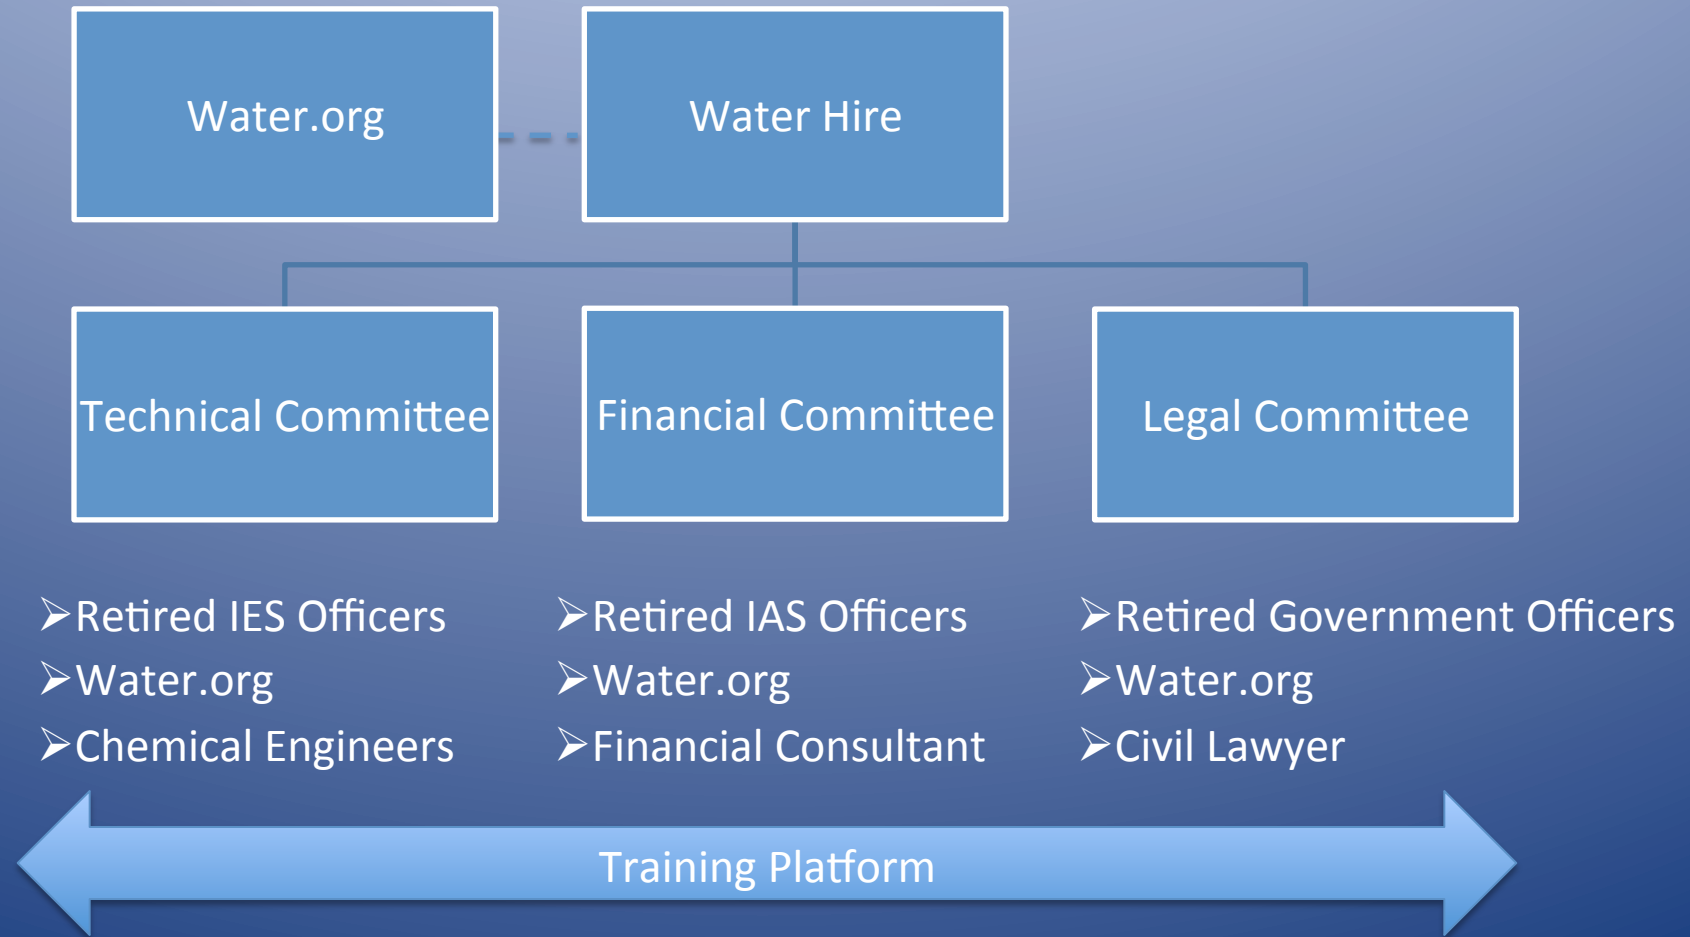 Water.org
Water Hire
Technical Committee
Financial Committee
Legal Committee
➢Retired IES Officers
➢Water.org
➢Chemical Engineers
➢Retired IAS Officers
➢Water.org
➢Financial Consultant
➢Retired Government Officers
➢Water.org
➢Civil Lawyer
Training Platform